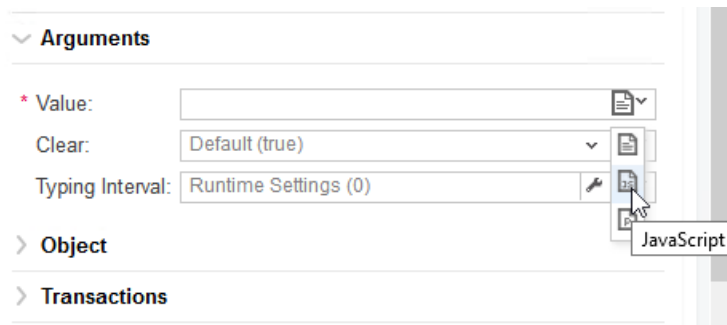 Arguments
* Value:
Clear: Default (true)
Typing Interval: Runtime Settings (0)
JavaScript
Object
Transactions